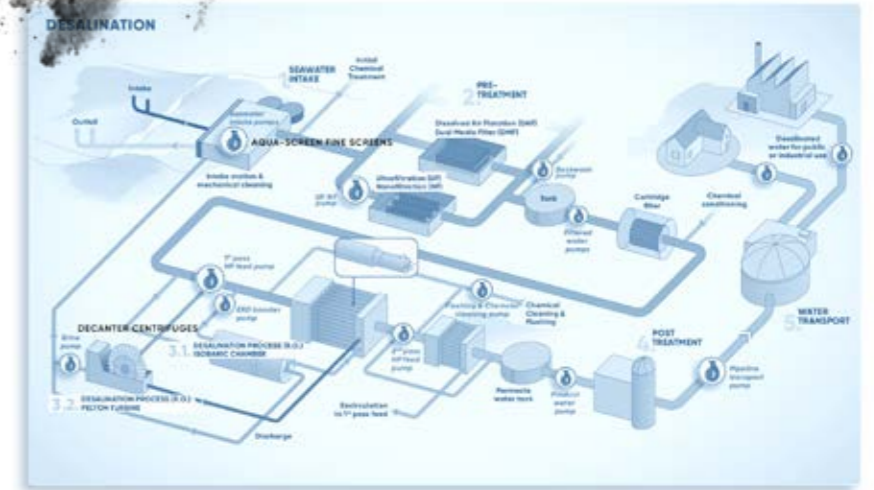 DESALINATION
Intake
Outfall
SEAWATER
INTAKE
Initial
Chemical
Treatment
AQUA-SCREEN FINE SCREENS
Intake station &
mechanical cleaning
2.
PRE-
TREATMENT
Dissolved Air Flotation (DAF)
Dual Media Filter (DMF)
Ultrafiltration (UF)
Nanofiltration (NF)
pump
Backwash
pump
Tank
Filtered
water
pumps
Cartridge
filter
Chemical
conditioning
Desalinated
water for public
or industrial use
1st pass
HP feed pump
ERD booster
pump
DECANTER CENTRIFUGES
Brine
pump
3.1.
DESALINATION PROCESS (R.O.)
ISOBARIC CHAMBER
3.2.
DESALINATION PROCESS (R.O.)
PELTON TURBINE
Discharge
Flushing & Chemical
cleaning pump
Chemical
Cleaning &
Flushing
2nd pass
HP feed
pump
Recirculation
to 1st pass feed
Permeate
water tank
Product
water
pump
4.
POST
TREATMENT
Pipeline
transport
pump
5.
WATER
TRANSPORT